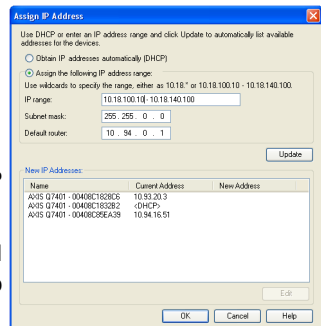 Assign IP Address
Use DHCP or enter an IP address range and click Update to automatically list available
addresses for the devices.
Obtain IP addresses automatically (DHCP)
Assign the following IP address range:
Use wildcards to specify the range, either as 10.18.* or 10.18.100.10 - 10.18.140.100.
IP range: 10.18.100.10 - 10.18.140.100
Subnet mask: 255 . 255 . 0 . 0
Default router: 10 . 94 . 0 . 1
Update
New IP Addresses:
Name Current Address New Address
AXIS Q7401 - 00408C1828C6 10.93.20.3
AXIS Q7401 - 00408C1832B2 <DHCP>
AXIS Q7401 - 00408C85EA39 10.94.16.51
Edit
OK Cancel Help